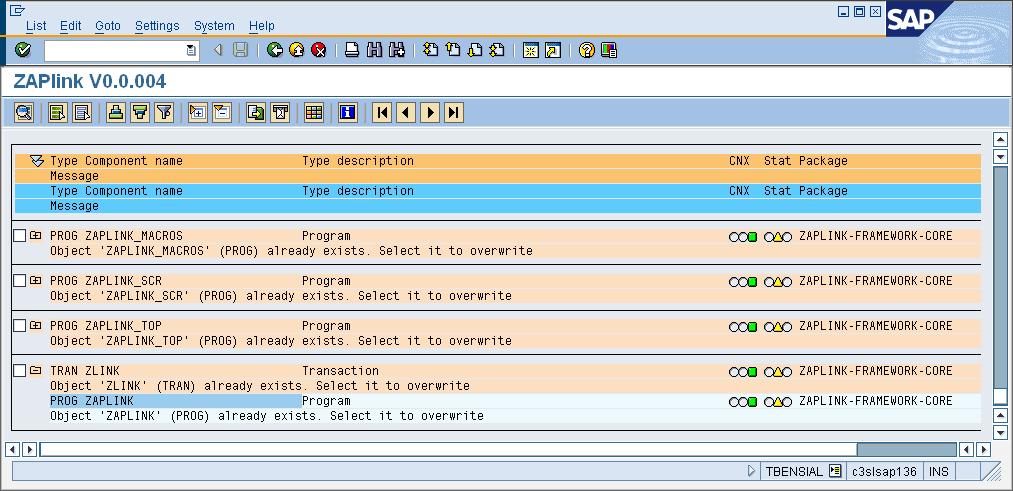 List Edit Goto Settings System Help
SAP
ZAPlink V0.0.004
Type Component name Type description CNX Stat Package
Message
Type Component name Type description CNX Stat Package
Message
PROG ZAPLINK_MACROS Program ZAPLINK-FRAMEWORK-CORE
Object 'ZAPLINK_MACROS' (PROG) already exists. Select it to overwrite
PROG ZAPLINK_SCR Program ZAPLINK-FRAMEWORK-CORE
Object 'ZAPLINK_SCR' (PROG) already exists. Select it to overwrite
PROG ZAPLINK_TOP Program ZAPLINK-FRAMEWORK-CORE
Object 'ZAPLINK_TOP' (PROG) already exists. Select it to overwrite
TRAN ZLINK Transaction ZAPLINK-FRAMEWORK-CORE
Object 'ZLINK' (TRAN) already exists. Select it to overwrite
PROG ZAPLINK Program ZAPLINK-FRAMEWORK-CORE
Object 'ZAPLINK' (PROG) already exists. Select it to overwrite
TBENSIAL c3slsap136 INS